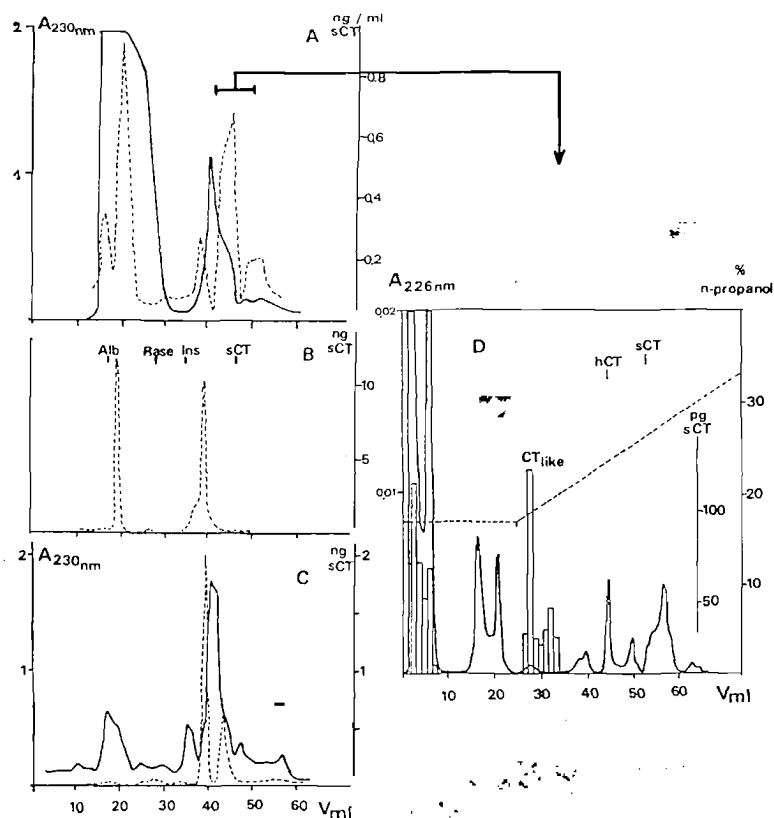 2
A230nm
A
ng / ml
sCT
0.8
0.6
0.4
0.2
1
Alb
Rase
Ins
sCT
B
ng
sCT
10
5
2
A230nm
C
ng
sCT
2
1
1
10
20
30
40
50
60
Vml
A226nm
%
n-propanol
0.02
0.01
D
hCT
sCT
CT like
pg
sCT
100
50
30
20
10
10
20
30
40
50
60
Vml